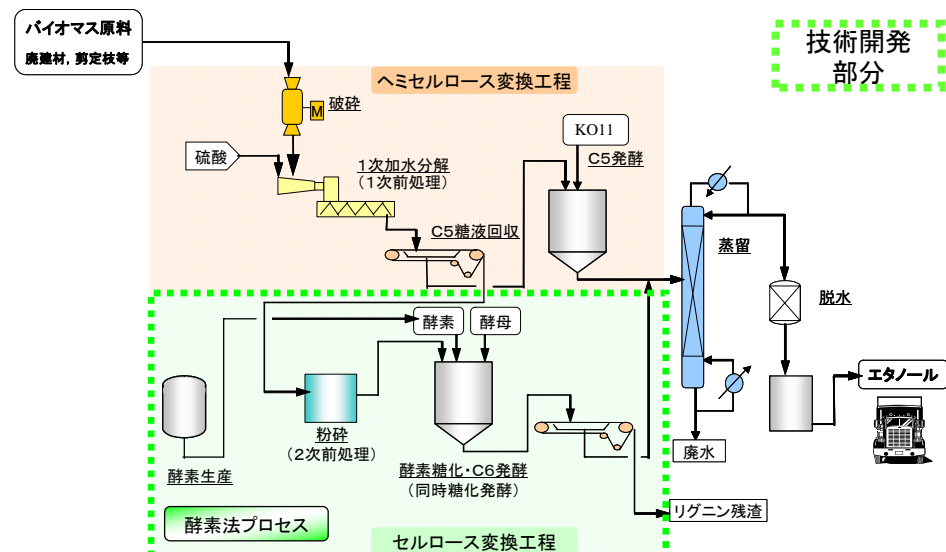 バイオマス原料
廃建材，剪定枝等
技術開発
部分
ヘミセルロース変換工程
M
破砕
KO11
C5発酵
硫酸
1次加水分解
（1次前処理）
C5糖液回収
蒸留
脱水
酵素
酵母
エタノール
粉砕
（2次前処理）
廃水
酵素生産
酵素糖化・C6発酵
（同時糖化発酵）
リグニン残渣
酵素法プロセス
セルロース変換工程